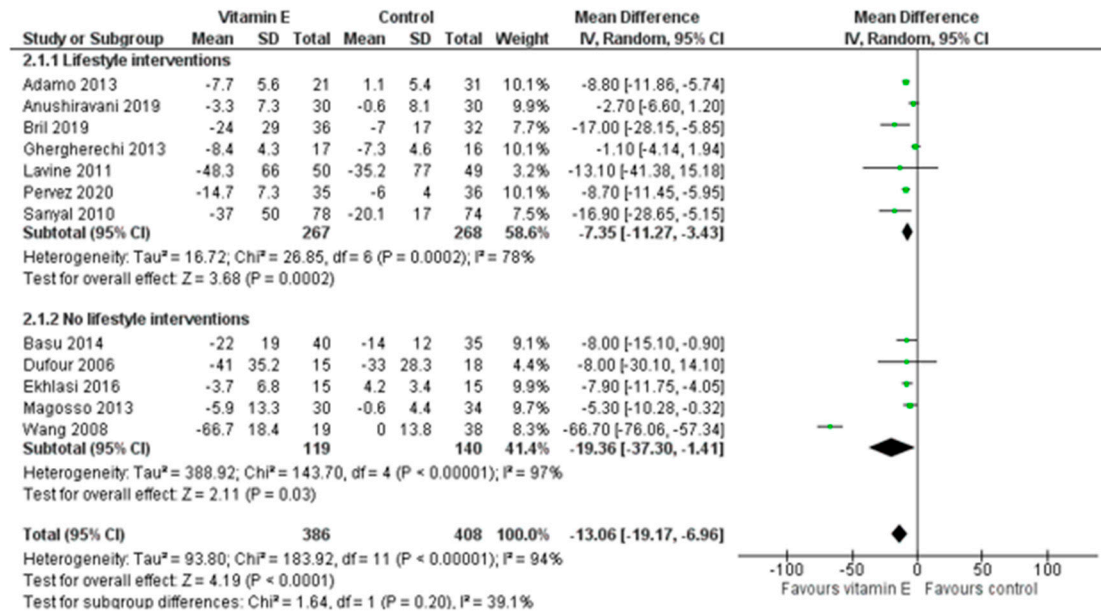 Vitamin E Control Mean Difference Mean Difference
Study or Subgroup Mean SD Total Mean SD Total Weight IV, Random, 95% CI IV, Random, 95% CI
2.1.1 Lifestyle interventions
Adamo 2013 -7.7 5.6 21 1.1 5.4 31 10.1% -8.80 [-11.86, -5.74]
Anushiravani 2019 -3.3 7.3 30 -0.6 8.1 30 9.9% -2.70 [-6.60, 1.20]
Bril 2019 -24 29 36 -7 17 32 7.7% -17.00 [-28.15, -5.85]
Ghergherechi 2013 -8.4 4.3 17 -7.3 4.6 16 10.1% -1.10 [-4.14, 1.94]
Lavine 2011 -48.3 66 50 -35.2 77 49 3.2% -13.10 [-41.38, 15.18]
Pervez 2020 -14.7 7.3 35 -6 4 36 10.1% -8.70 [-11.45, -5.95]
Sanyal 2010 -37 50 78 -20.1 17 74 7.5% -16.90 [-28.65, -5.15]
Subtotal (95% CI) 267 268 58.6% -7.35 [-11.27, -3.43]
Heterogeneity: Tau² = 16.72; Chi² = 26.85, df = 6 (P = 0.0002); I² = 78%
Test for overall effect: Z = 3.68 (P = 0.0002)
2.1.2 No lifestyle interventions
Basu 2014 -22 19 40 -14 12 35 9.1% -8.00 [-15.10, -0.90]
Dufour 2006 -41 35.2 15 -33 28.3 18 4.4% -8.00 [-30.10, 14.10]
Ekhlasi 2016 -3.7 6.8 15 4.2 3.4 15 9.9% -7.90 [-11.75, -4.05]
Magosso 2013 -5.9 13.3 30 -0.6 4.4 34 9.7% -5.30 [-10.28, -0.32]
Wang 2008 -66.7 18.4 19 0 13.8 38 8.3% -66.70 [-76.06, -57.34]
Subtotal (95% CI) 119 140 41.4% -19.36 [-37.30, -1.41]
Heterogeneity: Tau² = 388.92; Chi² = 143.70, df = 4 (P < 0.00001); I² = 97%
Test for overall effect: Z = 2.11 (P = 0.03)
Total (95% CI) 386 408 100.0% -13.06 [-19.17, -6.96]
Heterogeneity: Tau² = 93.80; Chi² = 183.92, df = 11 (P < 0.00001); I² = 94%
Test for overall effect: Z = 4.19 (P < 0.0001)
Test for subgroup differences: Chi² = 1.64, df = 1 (P = 0.20), I² = 39.1%
-100 -50 0 50 100
Favours vitamin E Favours control